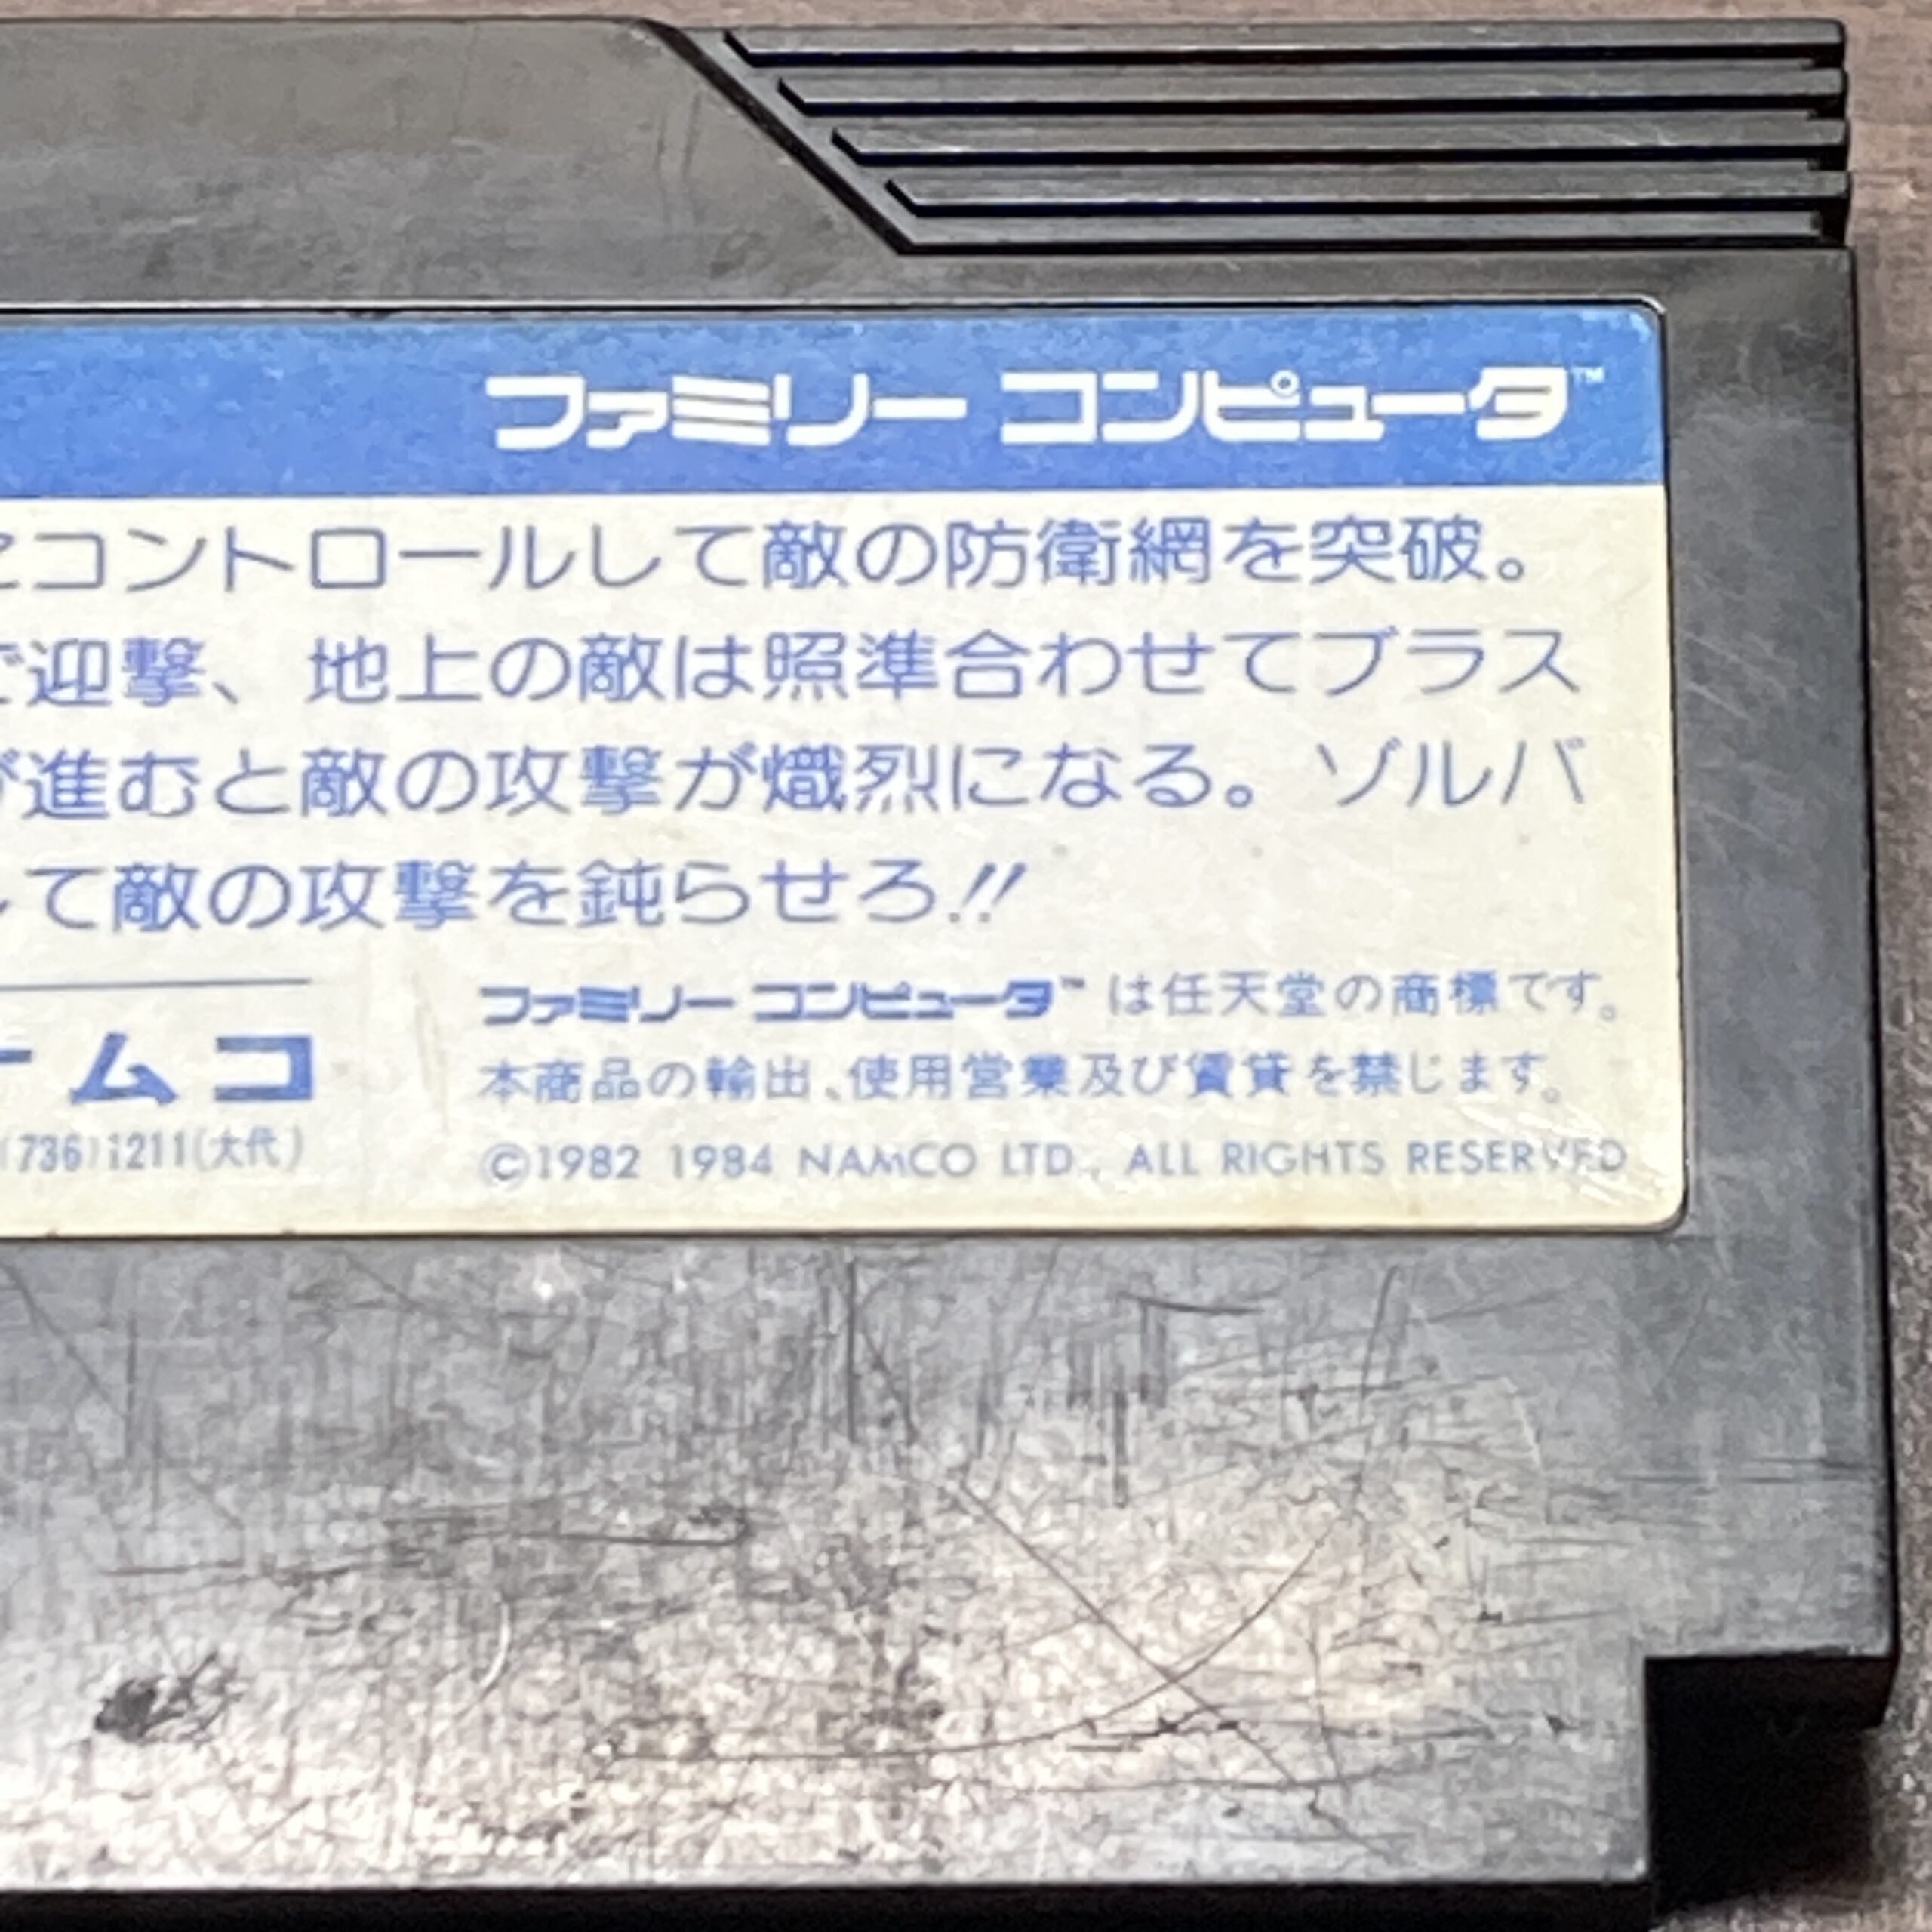 ファミリー コンピュータ™
コントロールして敵の防衛網を突破。
で迎撃、地上の敵は照準合わせてブラス
が進むと敵の攻撃が熾烈になる。ゾルバ
して敵の攻撃を鈍らせろ!!
ファミリー コンピュータ™は任天堂の商標です。
ムコ
本商品の輸出、使用営業及び賃貸を禁じます。
(736)1211(大代)
©1982 1984 NAMCO LTD., ALL RIGHTS RESERVED